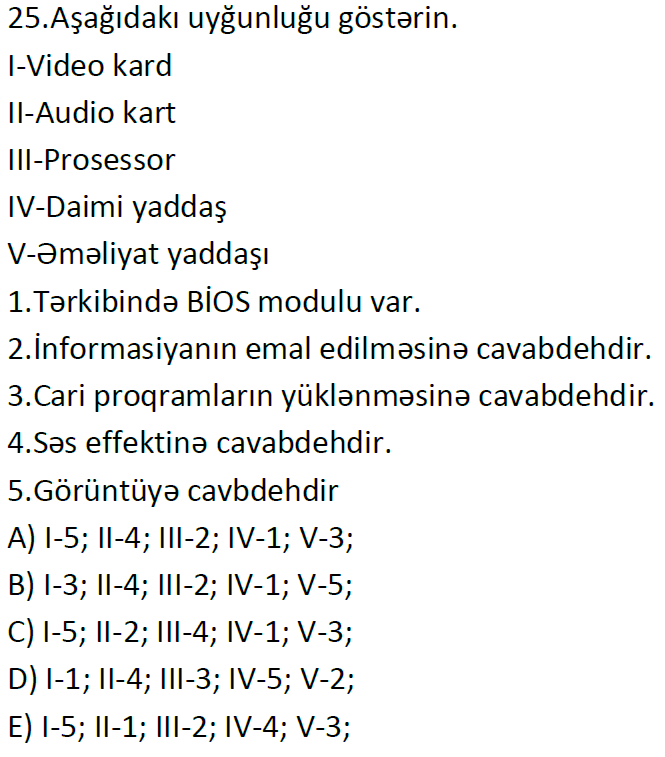 25.Aşağıdakı uyğunluğu göstərin.
I-Video kard
II-Audio kart
III-Prosessor
IV-Daimi yaddaş
V-Əməliyat yaddaşı
1.Tərkibində BİOS modulu var.
2.İnformasiyanın emal edilməsinə cavabdehdir.
3.Cari proqramların yüklənməsinə cavabdehdir.
4.Səs effektinə cavabdehdir.
5.Görüntüyə cavbdehdir
A) I-5; II-4; III-2; IV-1; V-3;
B) I-3; II-4; III-2; IV-1; V-5;
C) I-5; II-2; III-4; IV-1; V-3;
D) I-1; II-4; III-3; IV-5; V-2;
E) I-5; II-1; III-2; IV-4; V-3;